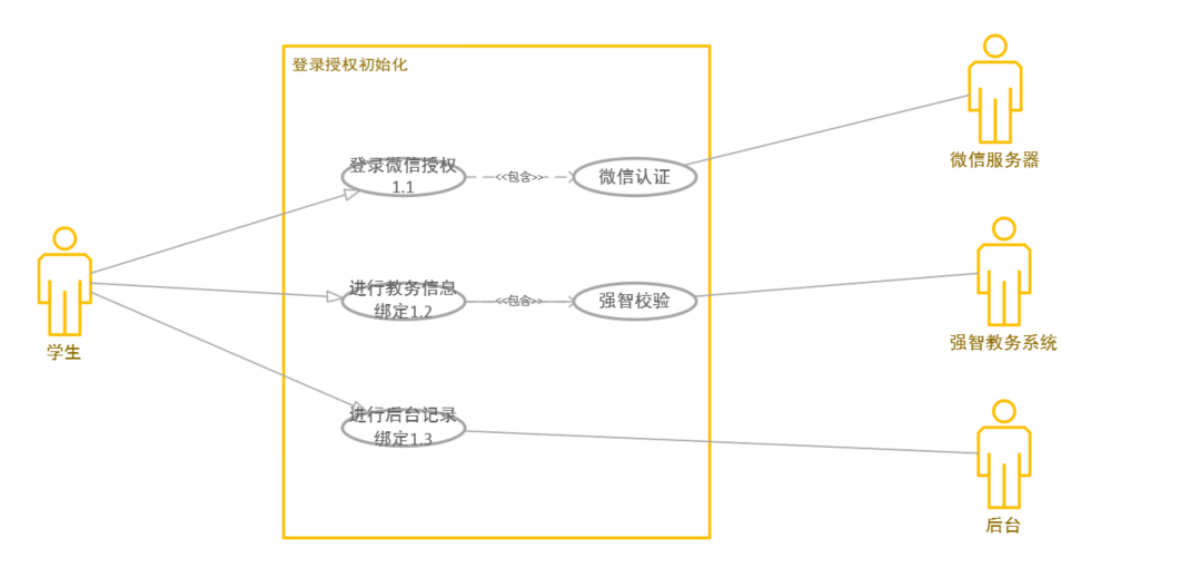 登录授权初始化
登录微信授权
1.1
<<包含>>
微信认证
微信服务器
进行教务信息
绑定1.2
<<包含>>
强智校验
强智教务系统
学生
进行后台记录
绑定1.3
后台